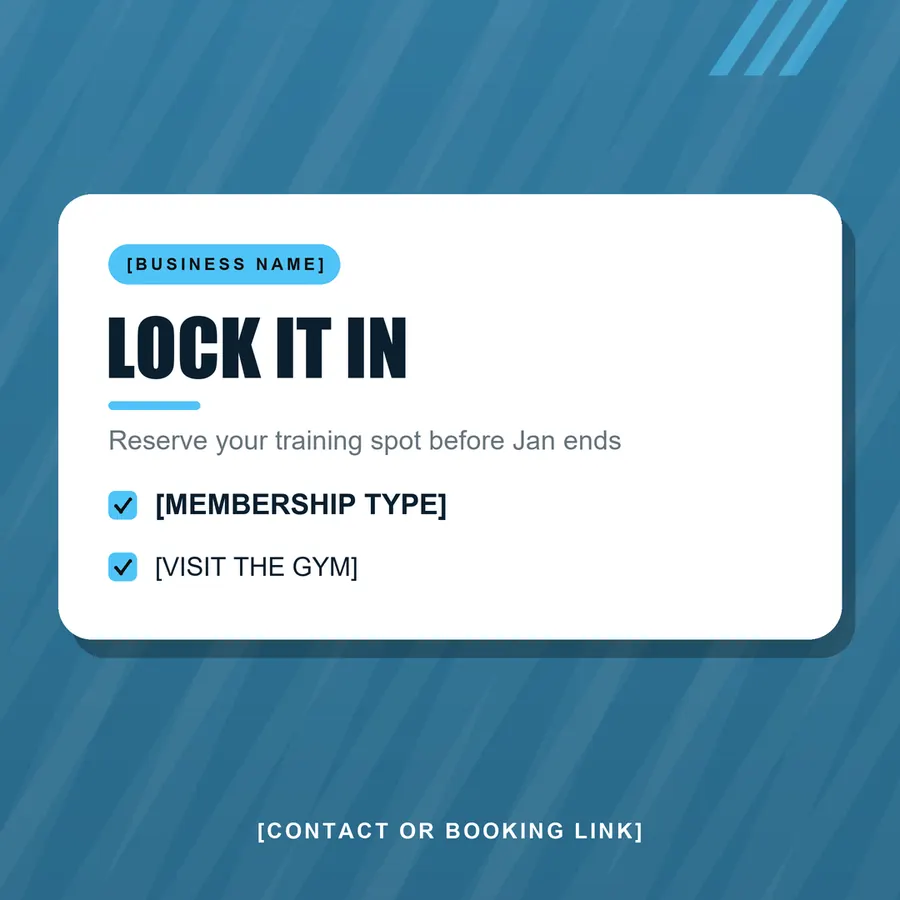 [BUSINESS NAME]
LOCK IT IN
Reserve your training spot before Jan ends
[MEMBERSHIP TYPE]
[VISIT THE GYM]
[CONTACT OR BOOKING LINK]